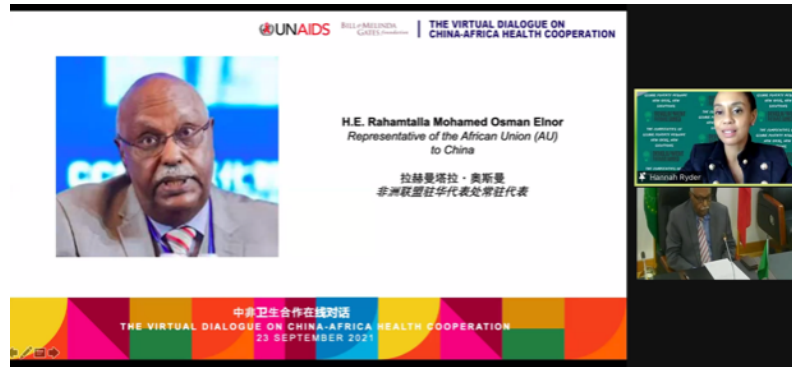 UNAIDS
BILL & MELINDA
GATES foundation
THE VIRTUAL DIALOGUE ON
CHINA-AFRICA HEALTH COOPERATION
H.E. Rahamtalla Mohamed Osman Elnor
Representative of the African Union (AU)
to China
拉赫曼塔拉・奥斯曼
非洲联盟驻华代表处常驻代表
Hannah Ryder
中非卫生合作在线对话
THE VIRTUAL DIALOGUE ON CHINA-AFRICA HEALTH COOPERATION
23 SEPTEMBER 2021